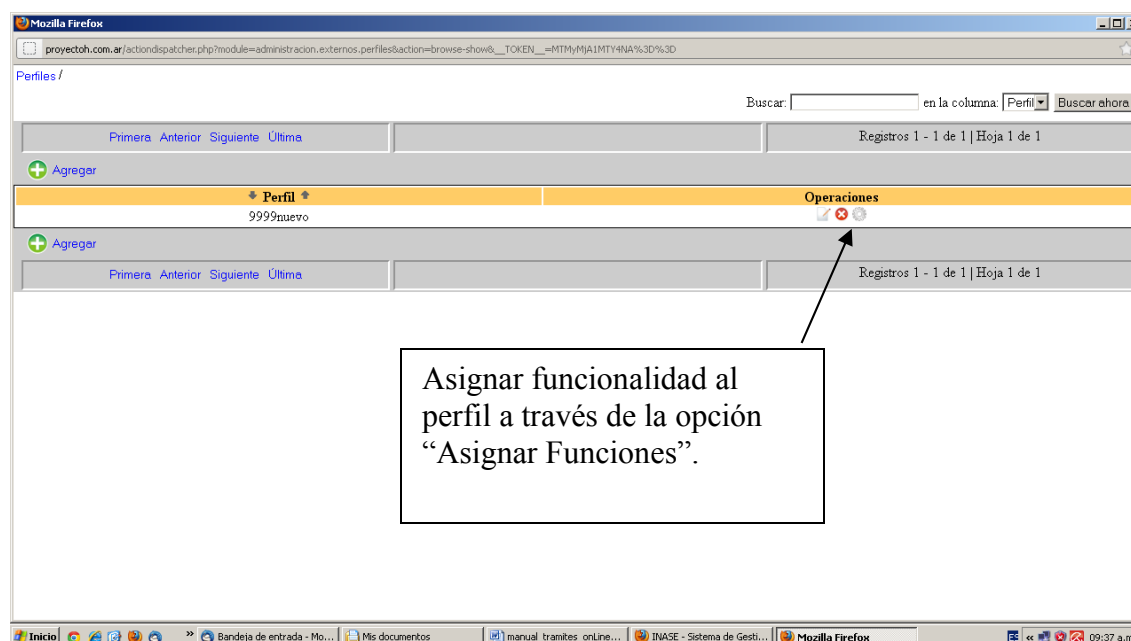 Mozilla Firefox
proyectoh.com.ar/actiondispatcher.php?module=administracion.externos.perfiles&action=browse-show&__TOKEN__=MTMyMjA1MTY4NA%3D%3D
Perfiles /
Buscar: en la columna: Perfil Buscar ahora
Primera Anterior Siguiente Última Registros 1 - 1 de 1 | Hoja 1 de 1
Agregar
Perfil Operaciones
9999nuevo
Agregar
Primera Anterior Siguiente Última Registros 1 - 1 de 1 | Hoja 1 de 1
Asignar funcionalidad al
perfil a través de la opción
“Asignar Funciones”.
Inicio » Bandeja de entrada - Mo... Mis documentos manual tramites onLine... INASE - Sistema de Gesti... Mozilla Firefox ES « 09:37 a.m.